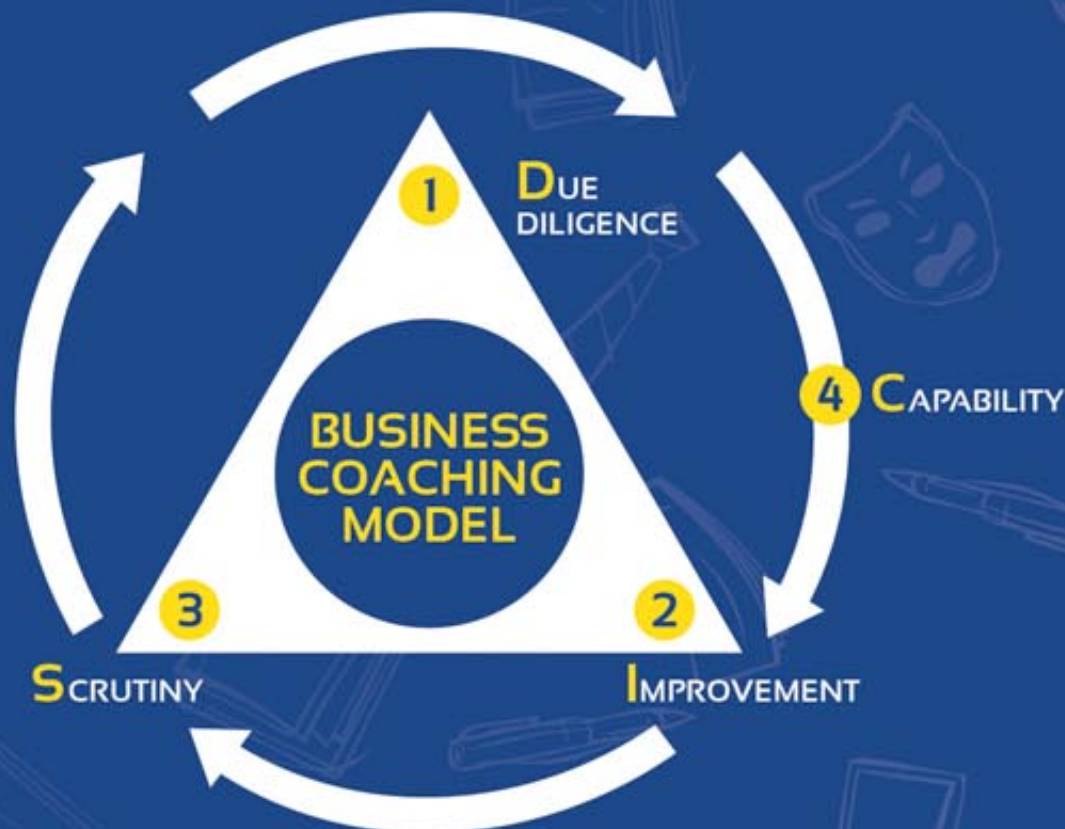 1
DUE
DILIGENCE
4 CAPABILITY
BUSINESS
COACHING
MODEL
3
2
SCRUTINY
IMPROVEMENT